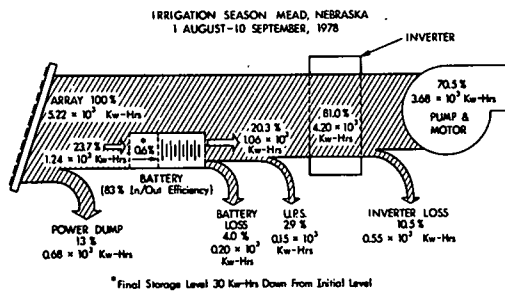 IRRIGATION SEASON MEAD, NEBRASKA
1 AUGUST-10 SEPTEMBER, 1978
INVERTER
ARRAY 100%
5.22 × 10³ Kw-Hrs
23.7%
1.24 × 10³
Kw-Hrs
*
0.6%
BATTERY
(83% In/Out Efficiency)
20.3%
1.06 × 10³
Kw-Hrs
81.0%
4.20 × 10³
Kw-Hrs
70.5%
3.68 × 10³ Kw-Hrs
PUMP &
MOTOR
POWER DUMP
13%
0.68 × 10³ Kw-Hrs
BATTERY
LOSS
4.0%
0.20 × 10³
Kw-Hrs
U.P.S.
2.9%
0.15 × 10³
Kw-Hrs
INVERTER LOSS
10.5%
0.55 × 10³ Kw-Hrs
*Final Storage Level 30 Kw-Hrs Down From Initial Level